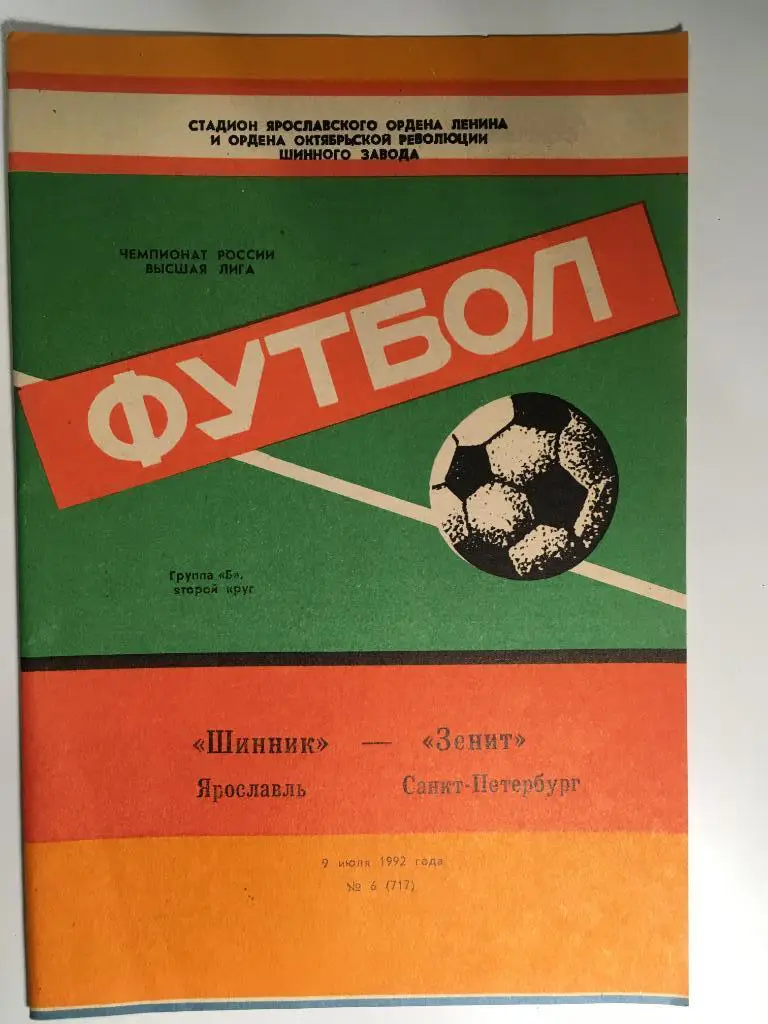 СТАДИОН ЯРОСЛАВСКОГО ОРДЕНА ЛЕНИНА
И ОРДЕНА ОКТЯБРЬСКОЙ РЕВОЛЮЦИИ
ШИННОГО ЗАВОДА
ЧЕМПИОНАТ РОССИИ
ВЫСШАЯ ЛИГА
ФУТБОЛ
Группа «Б»,
второй круг
«Шинник» — «Зенит»
Ярославль Санкт-Петербург
9 июля 1992 года
№ 6 (717)